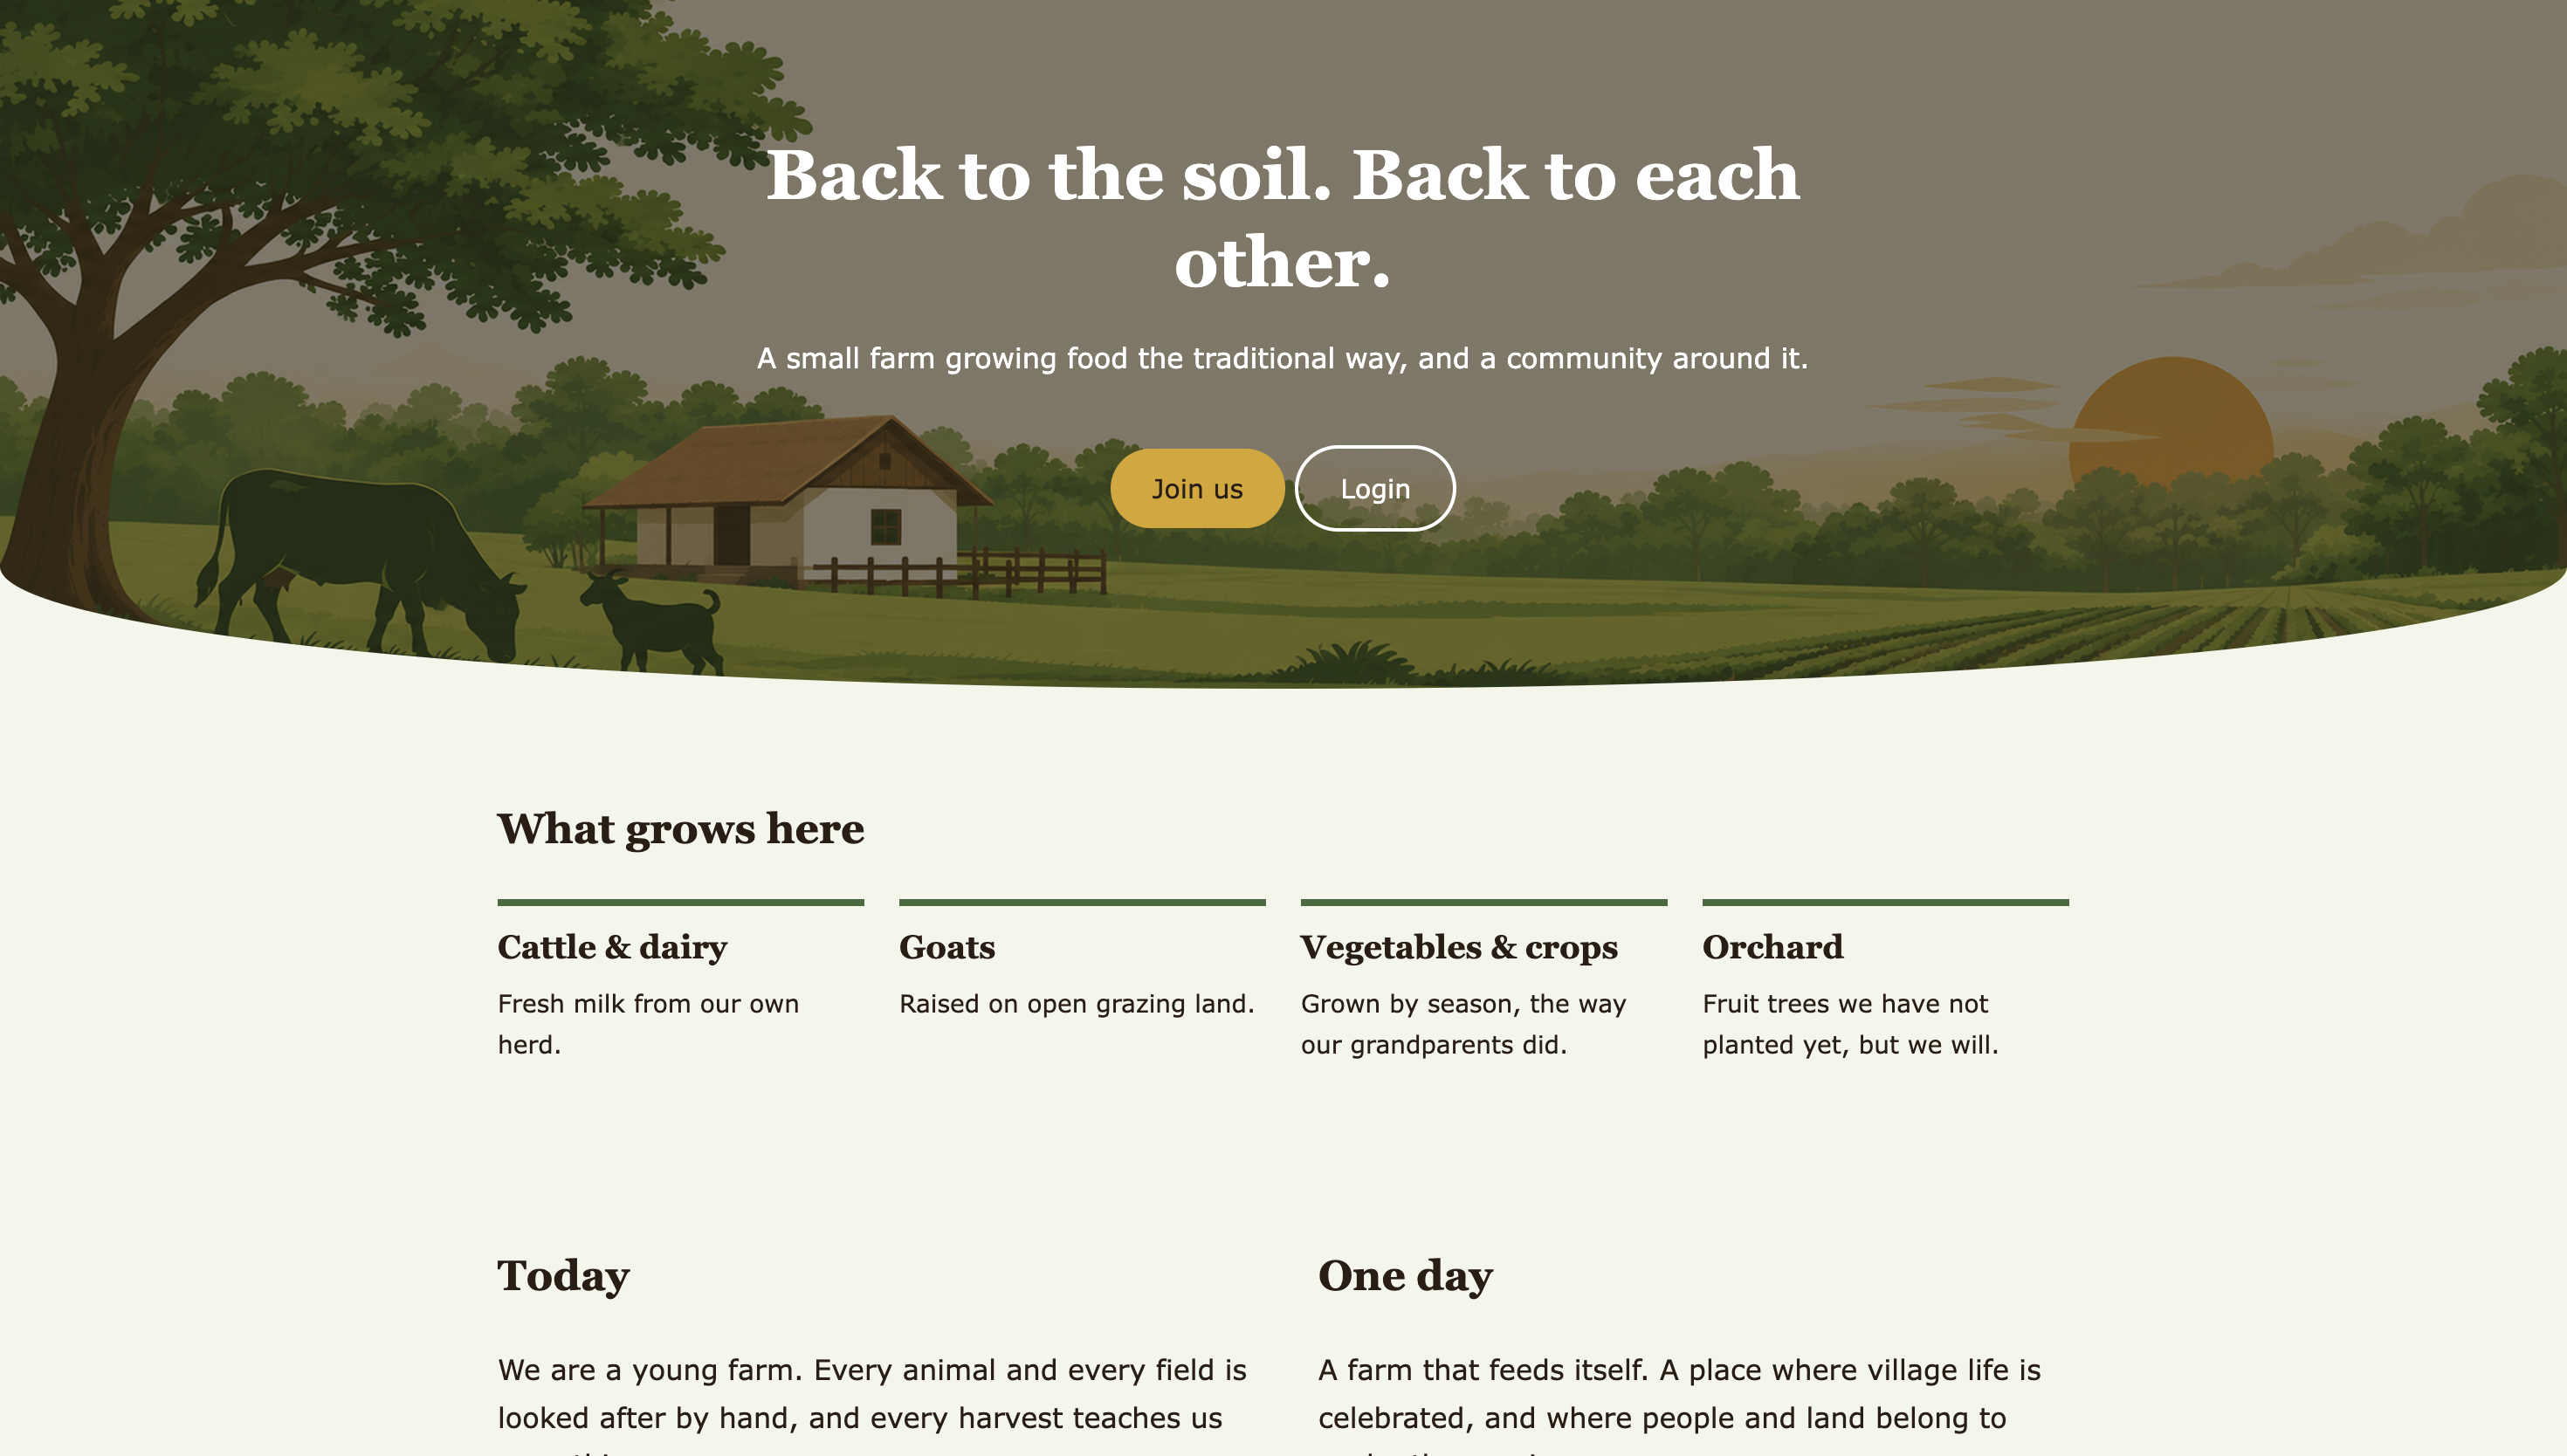 Back to the soil. Back to each
other.
A small farm growing food the traditional way, and a community around it.
Join us
Login
What grows here
Cattle & dairy
Fresh milk from our own
herd.
Goats
Raised on open grazing land.
Vegetables & crops
Grown by season, the way
our grandparents did.
Orchard
Fruit trees we have not
planted yet, but we will.
Today
We are a young farm. Every animal and every field is
looked after by hand, and every harvest teaches us
One day
A farm that feeds itself. A place where village life is
celebrated, and where people and land belong to